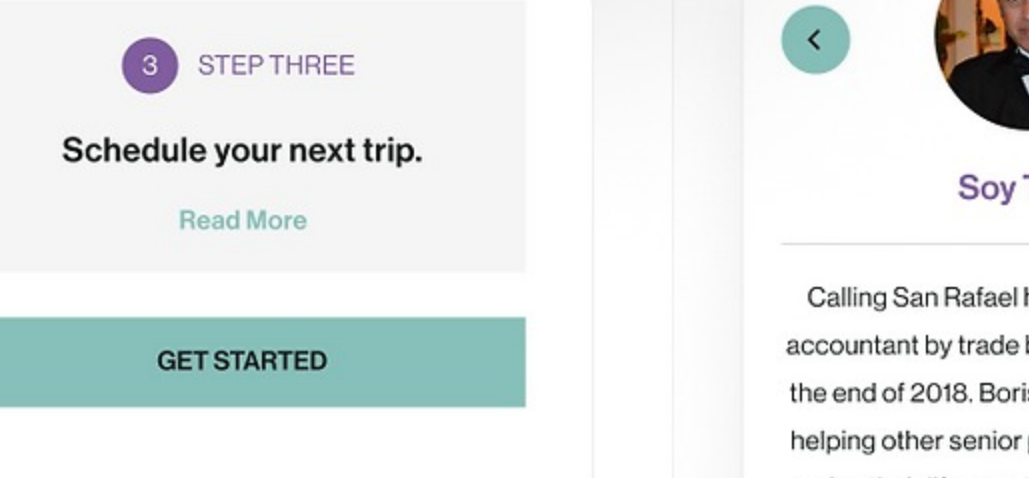 3 STEP THREE
Schedule your next trip.
Read More
GET STARTED
Soy
Calling San Rafael
accountant by trade
the end of 2018.
helping other senior